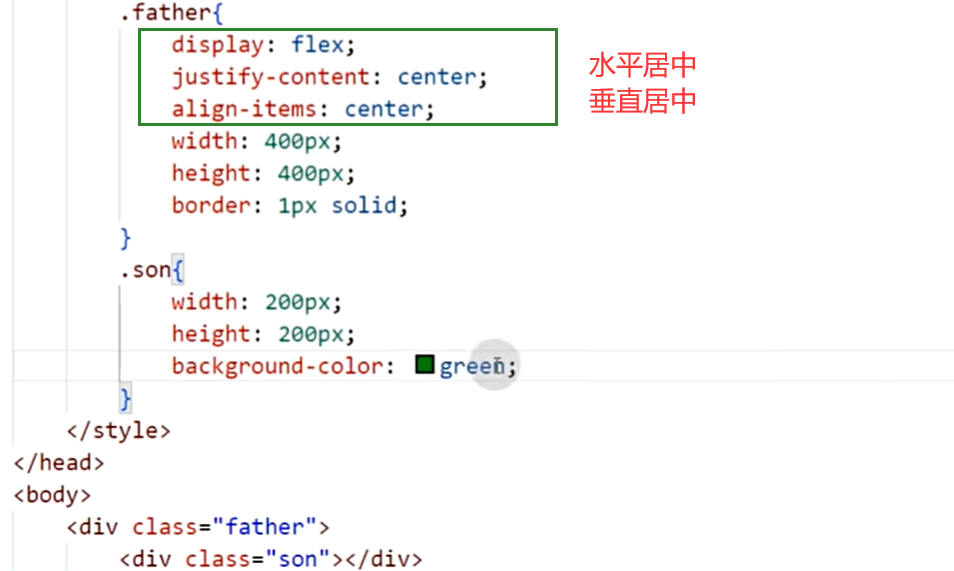 .father{
display: flex;
justify-content: center;
align-items: center;
水平居中
垂直居中
width: 400px;
height: 400px;
border: 1px solid;
}
.son{
width: 200px;
height: 200px;
background-color: green;
}
</style>
</head>
<body>
<div class="father">
<div class="son"></div>